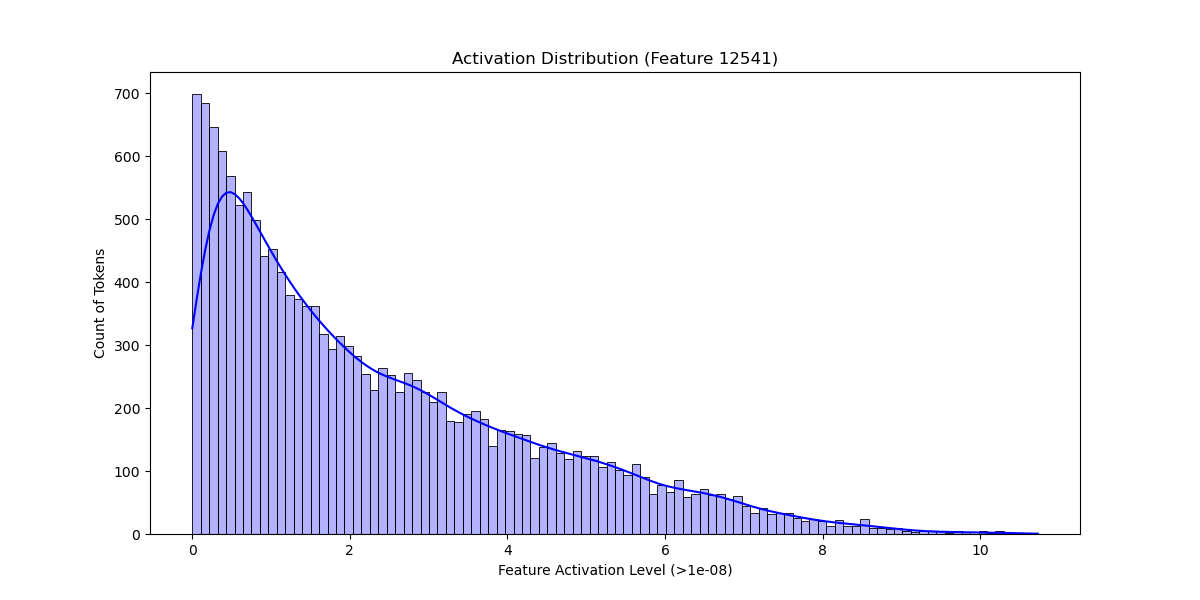 Activation Distribution (Feature 12541)
700
600
500
400
300
200
100
0
Count of Tokens
0 2 4 6 8 10
Feature Activation Level (>1e-08)